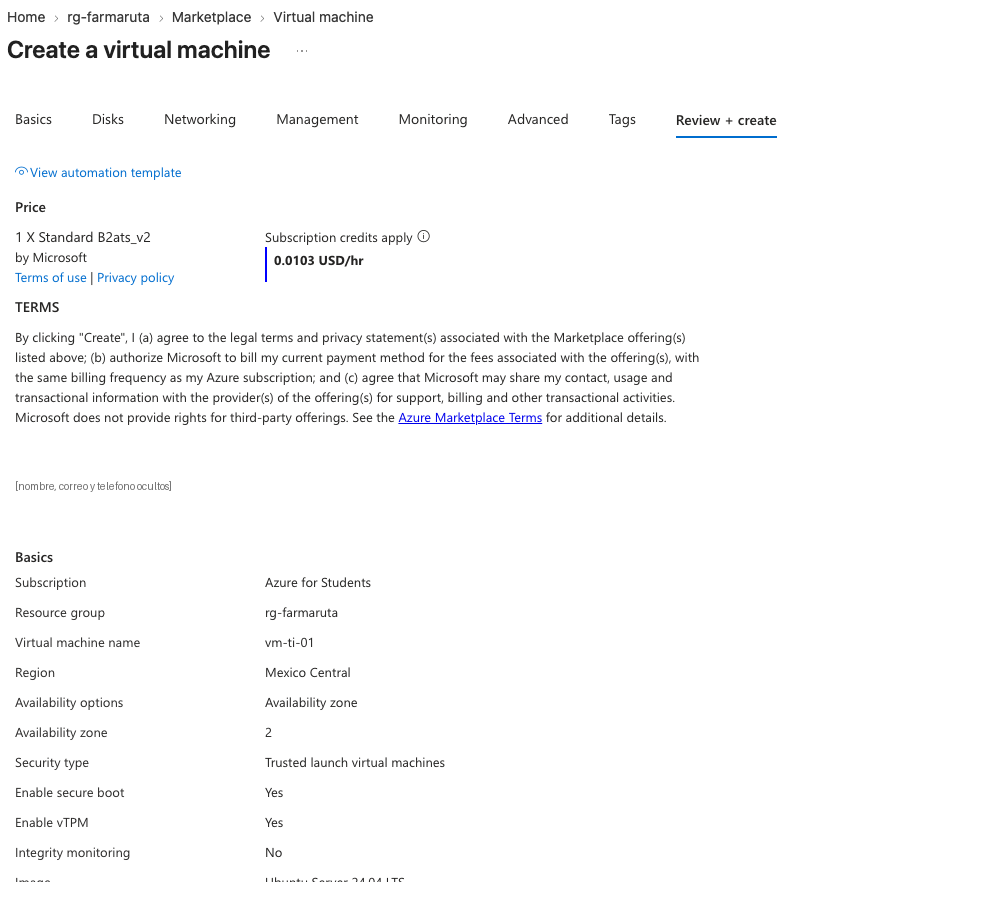 Home > rg-farmaruta > Marketplace > Virtual machine
Create a virtual machine ...
Basics Disks Networking Management Monitoring Advanced Tags Review + create
View automation template
Price
1 X Standard B2ats_v2 Subscription credits apply
by Microsoft 0.0103 USD/hr
Terms of use | Privacy policy
TERMS
By clicking "Create", I (a) agree to the legal terms and privacy statement(s) associated with the Marketplace offering(s)
listed above; (b) authorize Microsoft to bill my current payment method for the fees associated with the offering(s), with
the same billing frequency as my Azure subscription; and (c) agree that Microsoft may share my contact, usage and
transactional information with the provider(s) of the offering(s) for support, billing and other transactional activities.
Microsoft does not provide rights for third-party offerings. See the Azure Marketplace Terms for additional details.
[nombre, correo y telefono ocultos]
Basics
Subscription Azure for Students
Resource group rg-farmaruta
Virtual machine name vm-ti-01
Region Mexico Central
Availability options Availability zone
Availability zone 2
Security type Trusted launch virtual machines
Enable secure boot Yes
Enable vTPM Yes
Integrity monitoring No
Image Ubuntu Server 24.04 LTS